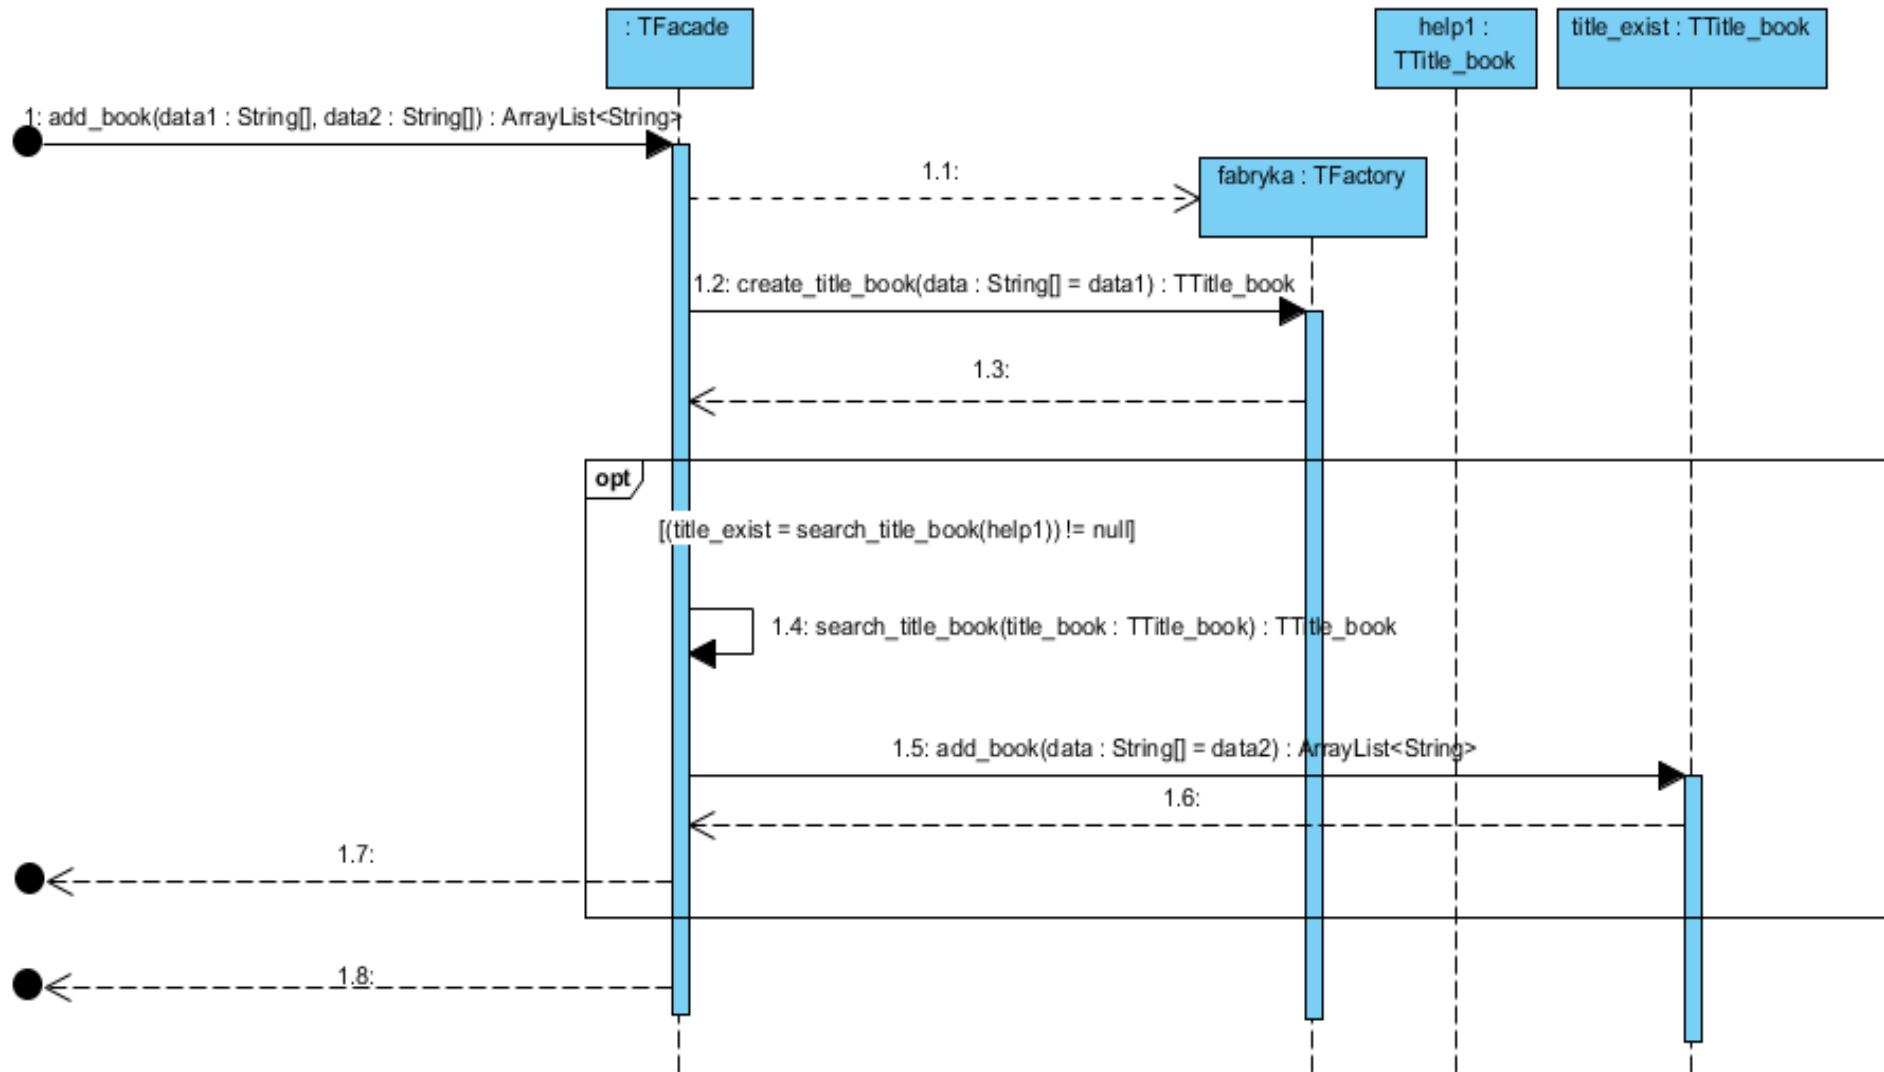 : TFacade
help1 :
TTitle_book
title_exist : TTitle_book
1: add_book(data1 : String[], data2 : String[]) : ArrayList<String>
1.1:
fabryka : TFactory
1.2: create_title_book(data : String[] = data1) : TTitle_book
1.3:
opt
[(title_exist = search_title_book(help1)) != null]
1.4: search_title_book(title_book : TTitle_book) : TTitle_book
1.5: add_book(data : String[] = data2) : ArrayList<String>
1.6:
1.7:
1.8: